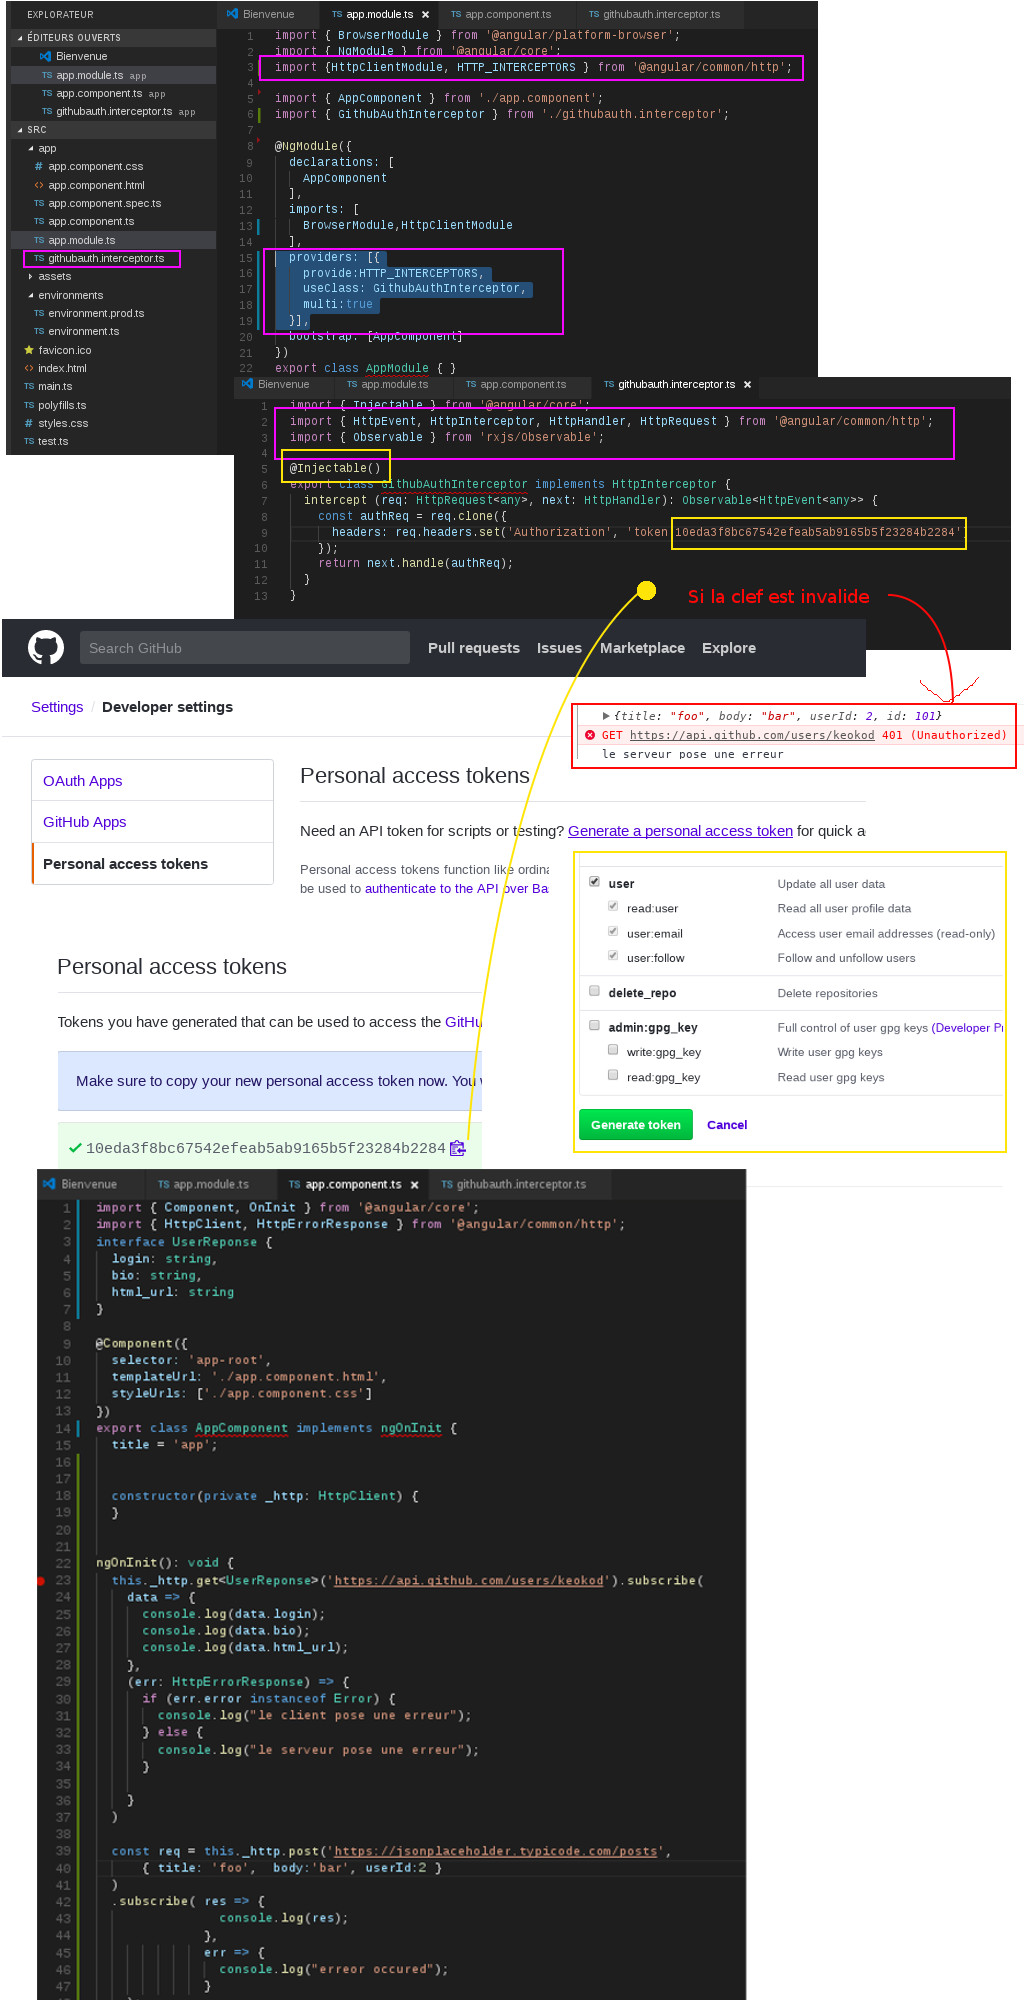 EXPLORATEUR
ÉDITEURS OUVERTS
Bienvenue
TS app.module.ts app
TS app.component.ts app
TS githubauth.interceptor.ts app
SRC
app
# app.component.css
<> app.component.html
TS app.component.spec.ts
TS app.component.ts
TS app.module.ts
TS githubauth.interceptor.ts
assets
environments
TS environment.prod.ts
TS environment.ts
favicon.ico
<> index.html
TS main.ts
TS polyfills.ts
# styles.css
TS test.ts
Bienvenue TS app.module.ts × TS app.component.ts TS githubauth.interceptor.ts
1 import { BrowserModule } from '@angular/platform-browser';
2 import { NgModule } from '@angular/core';
3 import {HttpClientModule, HTTP_INTERCEPTORS } from '@angular/common/http';
4
5 import { AppComponent } from './app.component';
6 import { GithubAuthInterceptor } from './githubauth.interceptor';
7
8 @NgModule({
9 declarations: [
10 AppComponent
11 ],
12 imports: [
13 BrowserModule,HttpClientModule
14 ],
15 providers: [{
16 provide:HTTP_INTERCEPTORS,
17 useClass: GithubAuthInterceptor,
18 multi:true
19 }],
20 bootstrap: [AppComponent]
21 })
22 export class AppModule { }
Bienvenue TS app.module.ts TS app.component.ts TS githubauth.interceptor.ts ×
1 import { Injectable } from '@angular/core';
2 import { HttpEvent, HttpInterceptor, HttpHandler, HttpRequest } from '@angular/common/http';
3 import { Observable } from 'rxjs/Observable';
4
5 @Injectable()
6 export class GithubAuthInterceptor implements HttpInterceptor {
7 intercept (req: HttpRequest<any>, next: HttpHandler): Observable<HttpEvent<any>> {
8 const authReq = req.clone({
9 headers: req.headers.set('Authorization', 'token 10eda3f8bc67542efeab5ab9165b5f23284b2284')
10 });
11 return next.handle(authReq);
12 }
13 }
Si la clef est invalide
Search GitHub Pull requests Issues Marketplace Explore
Settings / Developer settings
{title: "foo", body: "bar", userId: 2, id: 101}
GET https://api.github.com/users/keokod 401 (Unauthorized)
le serveur pose une erreur
OAuth Apps
GitHub Apps
Personal access tokens
Personal access tokens
Need an API token for scripts or testing? Generate a personal access token for quick a
Personal access tokens function like ordina
be used to authenticate to the API over Ba
user Update all user data
read:user Read all user profile data
user:email Access user email addresses (read-only)
user:follow Follow and unfollow users
delete_repo Delete repositories
admin:gpg_key Full control of user gpg keys (Developer Pr
write:gpg_key Write user gpg keys
read:gpg_key Read user gpg keys
Generate token Cancel
Personal access tokens
Tokens you have generated that can be used to access the GitHu
Make sure to copy your new personal access token now. You w
10eda3f8bc67542efeab5ab9165b5f23284b2284
Bienvenue TS app.module.ts TS app.component.ts × TS githubauth.interceptor.ts
1 import { Component, OnInit } from '@angular/core';
2 import { HttpClient, HttpErrorResponse } from '@angular/common/http';
3 interface UserReponse {
4 login: string,
5 bio: string,
6 html_url: string
7 }
8
9 @Component({
10 selector: 'app-root',
11 templateUrl: './app.component.html',
12 styleUrls: ['./app.component.css']
13 })
14 export class AppComponent implements ngOnInit {
15 title = 'app';
16
17
18 constructor(private _http: HttpClient) {
19 }
20
21
22 ngOnInit(): void {
23 this._http.get<UserReponse>('https://api.github.com/users/keokod').subscribe(
24 data => {
25 console.log(data.login);
26 console.log(data.bio);
27 console.log(data.html_url);
28 },
29 (err: HttpErrorResponse) => {
30 if (err.error instanceof Error) {
31 console.log("le client pose une erreur");
32 } else {
33 console.log("le serveur pose une erreur");
34 }
35
36 }
37 )
38
39 const req = this._http.post('https://jsonplaceholder.typicode.com/posts',
40 { title: 'foo', body:'bar', userId:2 }
41 )
42 .subscribe( res => {
43 console.log(res);
44 },
45 err => {
46 console.log("erreor occured");
47 }